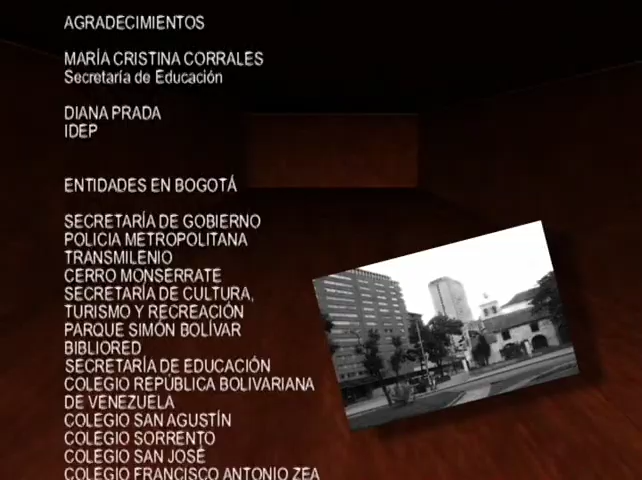 AGRADECIMIENTOS
MARÍA CRISTINA CORRALES
Secretaría de Educación
DIANA PRADA
IDEP
ENTIDADES EN BOGOTÁ
SECRETARÍA DE GOBIERNO
POLICIA METROPOLITANA
TRANSMILENIO
CERRO MONSERRATE
SECRETARÍA DE CULTURA,
TURISMO Y RECREACIÓN
PARQUE SIMÓN BOLÍVAR
BIBLIORED
SECRETARÍA DE EDUCACIÓN
COLEGIO REPÚBLICA BOLIVARIANA
DE VENEZUELA
COLEGIO SAN AGUSTÍN
COLEGIO SORRENTO
COLEGIO SAN JOSÉ
COLEGIO FRANCISCO ANTONIO ZEA